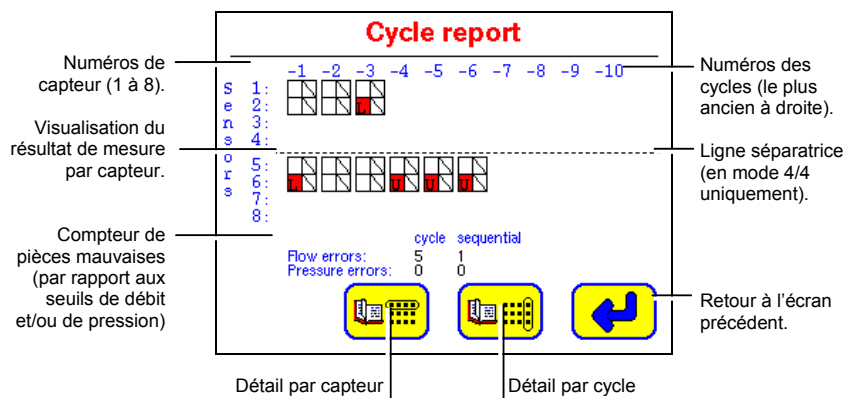 Cycle report
Numéros de
capteur (1 à 8).
Visualisation du
résultat de mesure
par capteur.
Compteur de
pièces mauvaises
(par rapport aux
seuils de débit
et/ou de pression)
-1 -2 -3 -4 -5 -6 -7 -8 -9 -10
Sensors
1:
2: L
3:
4:
5:
6: L U U U
7:
8:
cycle sequential
Flow errors: 5 1
Pressure errors: 0 0
Numéros des
cycles (le plus
ancien à droite).
Ligne séparatrice
(en mode 4/4
uniquement).
Retour à l'écran
précédent.
Détail par capteur
Détail par cycle